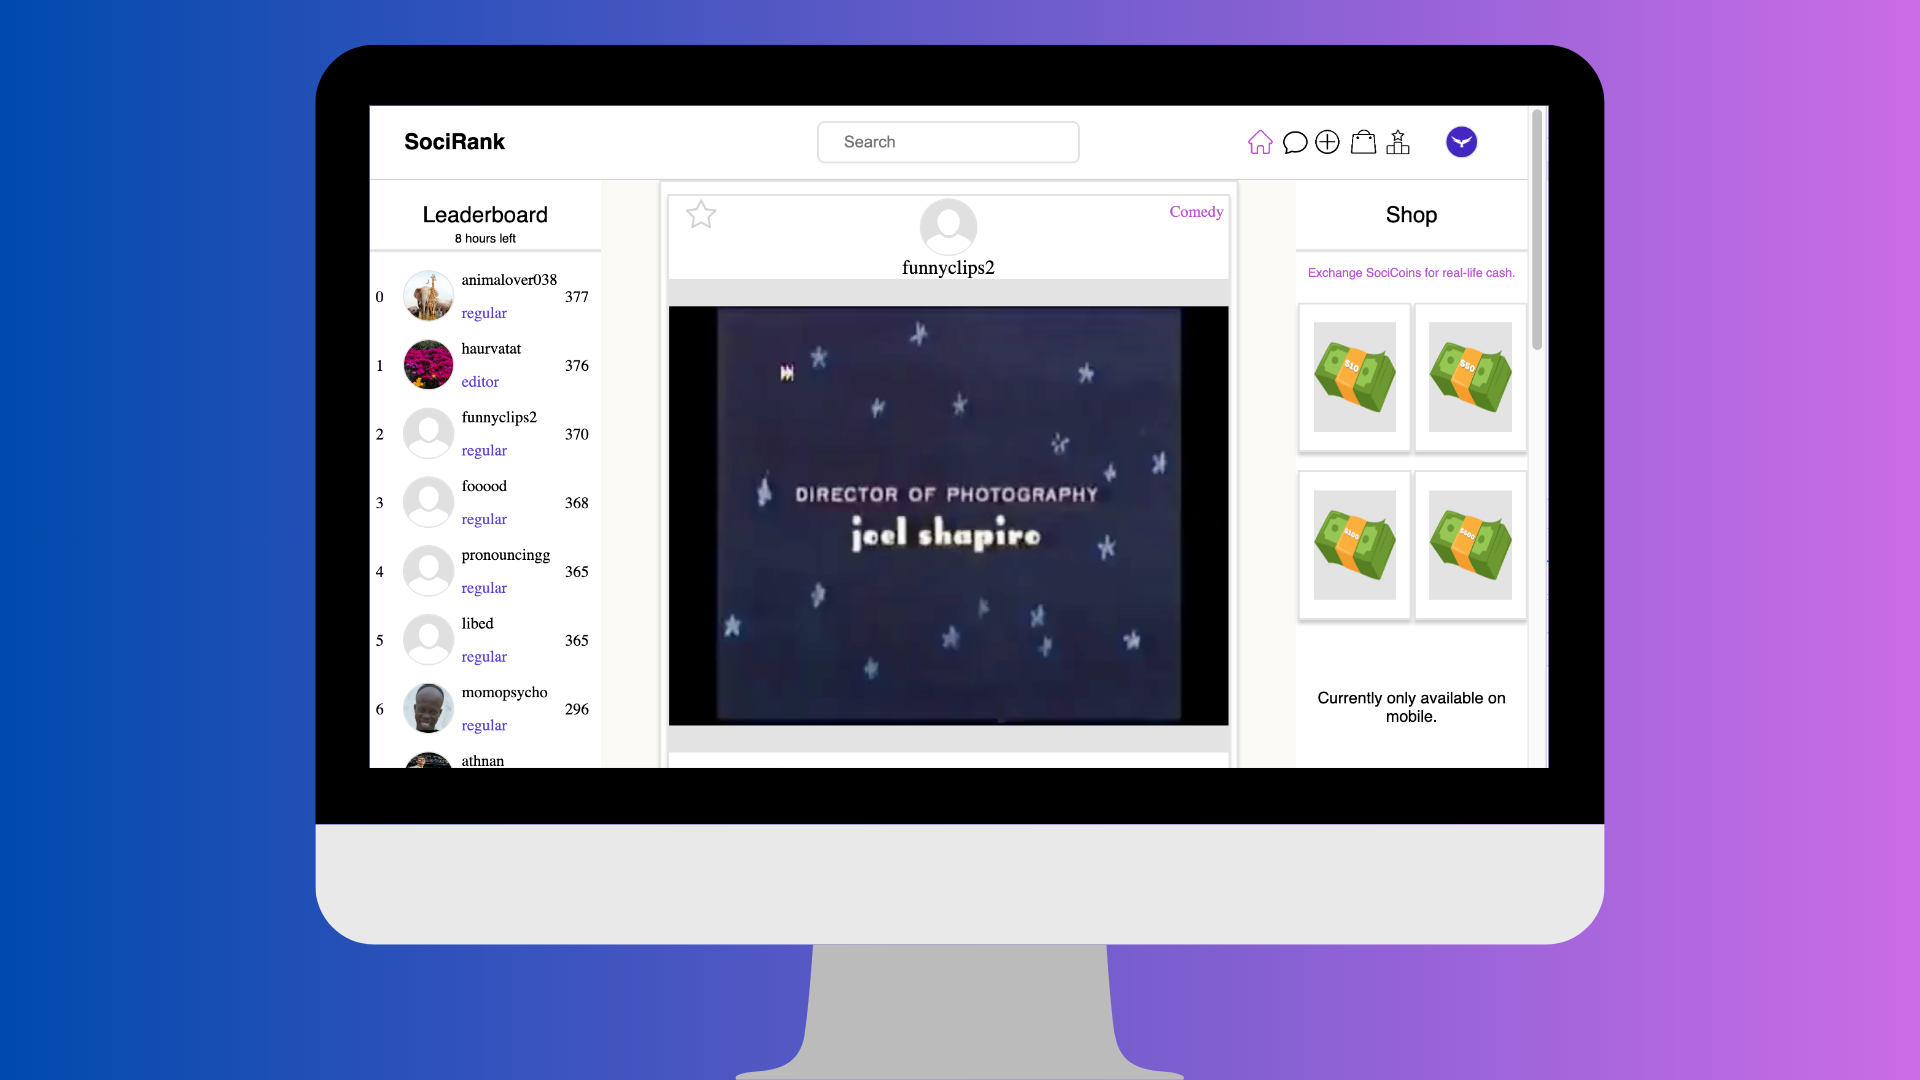 SociRank
Search
Leaderboard
8 hours left
0
animalover038
regular
377
1
haurvatat
editor
376
2
funnyclips2
regular
370
3
fooood
regular
368
4
pronouncingg
regular
365
5
libed
regular
365
6
momopsycho
regular
296
athnan
Comedy
funnyclips2
DIRECTOR OF PHOTOGRAPHY
joel shapiro
Shop
Exchange SociCoins for real-life cash.
$10
$50
$100
$500
Currently only available on
mobile.